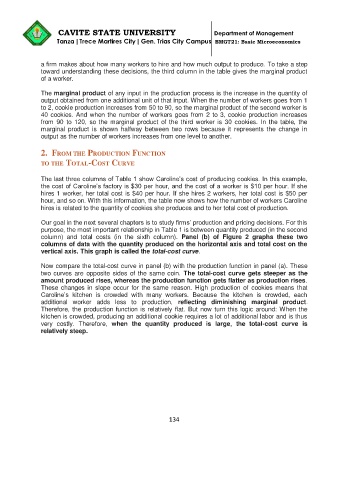 CAVITE STATE UNIVERSITY Department of Management
Tanza | Trece Martires City | Gen. Trias City Campus BMGT21: Basic Microeconomics
a firm makes about how many workers to hire and how much output to produce. To take a step
toward understanding these decisions, the third column in the table gives the marginal product
of a worker.
The marginal product of any input in the production process is the increase in the quantity of
output obtained from one additional unit of that input. When the number of workers goes from 1
to 2, cookie production increases from 50 to 90, so the marginal product of the second worker is
40 cookies. And when the number of workers goes from 2 to 3, cookie production increases
from 90 to 120, so the marginal product of the third worker is 30 cookies. In the table, the
marginal product is shown halfway between two rows because it represents the change in
output as the number of workers increases from one level to another.
2. FROM THE PRODUCTION FUNCTION
TO THE TOTAL-COST CURVE
The last three columns of Table 1 show Caroline's cost of producing cookies. In this example,
the cost of Caroline's factory is $30 per hour, and the cost of a worker is $10 per hour. If she
hires 1 worker, her total cost is $40 per hour. If she hires 2 workers, her total cost is $50 per
hour, and so on. With this information, the table now shows how the number of workers Caroline
hires is related to the quantity of cookies she produces and to her total cost of production.
Our goal in the next several chapters is to study firms' production and pricing decisions. For this
purpose, the most important relationship in Table 1 is between quantity produced (in the second
column) and total costs (in the sixth column). Panel (b) of Figure 2 graphs these two
columns of data with the quantity produced on the horizontal axis and total cost on the
vertical axis. This graph is called the total-cost curve.
Now compare the total-cost curve in panel (b) with the production function in panel (a). These
two curves are opposite sides of the same coin. The total-cost curve gets steeper as the
amount produced rises, whereas the production function gets flatter as production rises.
These changes in slope occur for the same reason. High production of cookies means that
Caroline's kitchen is crowded with many workers. Because the kitchen is crowded, each
additional worker adds less to production, reflecting diminishing marginal product.
Therefore, the production function is relatively flat. But now turn this logic around: When the
kitchen is crowded, producing an additional cookie requires a lot of additional labor and is thus
very costly. Therefore, when the quantity produced is large, the total-cost curve is
relatively steep.
134